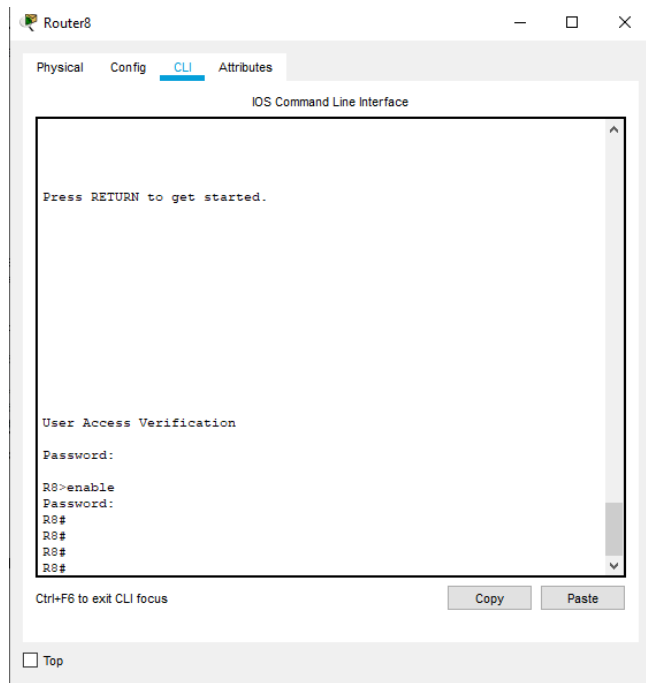 Router8
Physical Config CLI Attributes
IOS Command Line Interface
Press RETURN to get started.
User Access Verification
Password:
R8>enable
Password:
R8#
R8#
R8#
R8#
Ctrl+F6 to exit CLI focus
Copy Paste
Top